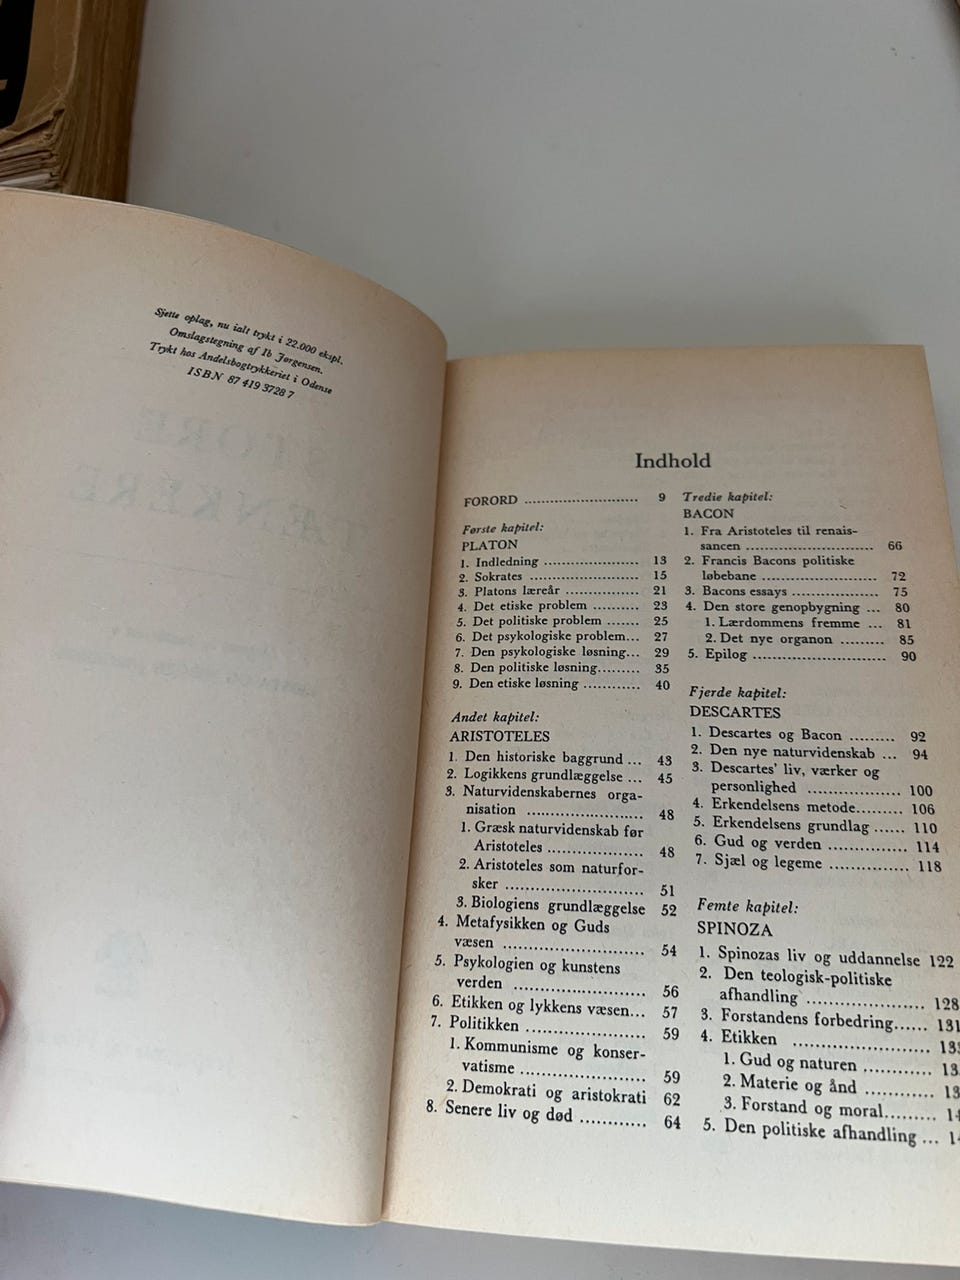 Sjette oplag, nu ialt trykt i 22.000 ekspl.
Omslagstegning af Ib Jørgensen.
Trykt hos Andelsbogtrykkeriet i Odense
ISBN 87 419 3728 7
STORE
TÆNKERE
Indhold
FORORD ........................... 9
Første kapitel:
PLATON
1. Indledning .................. 13
2. Sokrates ..................... 15
3. Platons læreår .............. 21
4. Det etiske problem .......... 23
5. Det politiske problem ....... 25
6. Det psykologiske problem... 27
7. Den psykologiske løsning... 29
8. Den politiske løsning......... 35
9. Den etiske løsning ............ 40
Andet kapitel:
ARISTOTELES
1. Den historiske baggrund ... 43
2. Logikkens grundlæggelse ... 45
3. Naturvidenskabernes orga-
nisation ......................... 48
1. Græsk naturvidenskab før
Aristoteles ..................... 48
2. Aristoteles som naturfor-
sker .............................. 51
3. Biologiens grundlæggelse 52
4. Metafysikken og Guds
væsen ............................ 54
5. Psykologien og kunstens
verden ........................... 56
6. Etikken og lykkens væsen... 57
7. Politikken ..................... 59
1. Kommunisme og konser-
vatisme .......................... 59
2. Demokrati og aristokrati 62
8. Senere liv og død ............ 64
Tredie kapitel:
BACON
1. Fra Aristoteles til renais-
sancen ............................ 66
2. Francis Bacons politiske
løbebane ......................... 72
3. Bacons essays .................. 75
4. Den store genopbygning ... 80
1. Lærdommens fremme ... 81
2. Det nye organon ......... 85
5. Epilog ............................ 90
Fjerde kapitel:
DESCARTES
1. Descartes og Bacon ......... 92
2. Den nye naturvidenskab ... 94
3. Descartes' liv, værker og
personlighed .................. 100
4. Erkendelsens metode......... 106
5. Erkendelsens grundlag ...... 110
6. Gud og verden ............... 114
7. Sjæl og legeme ............... 118
Femte kapitel:
SPINOZA
1. Spinozas liv og uddannelse 122
2. Den teologisk-politiske
afhandling ..................... 128
3. Forstandens forbedring...... 131
4. Etikken ........................
1. Gud og naturen ............
2. Materie og ånd ............
3. Forstand og moral.........
5. Den politiske afhandling ...